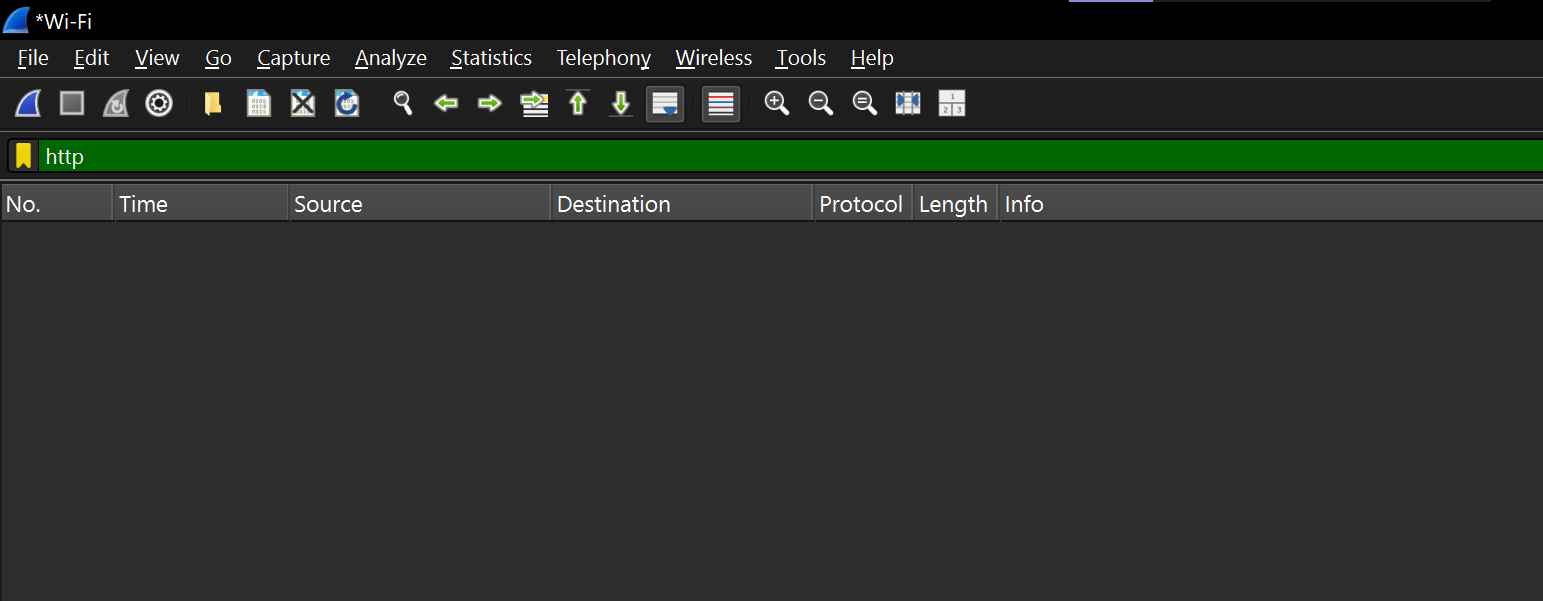 *Wi-Fi
File Edit View Go Capture Analyze Statistics Telephony Wireless Tools Help
http
No. Time Source Destination Protocol Length Info